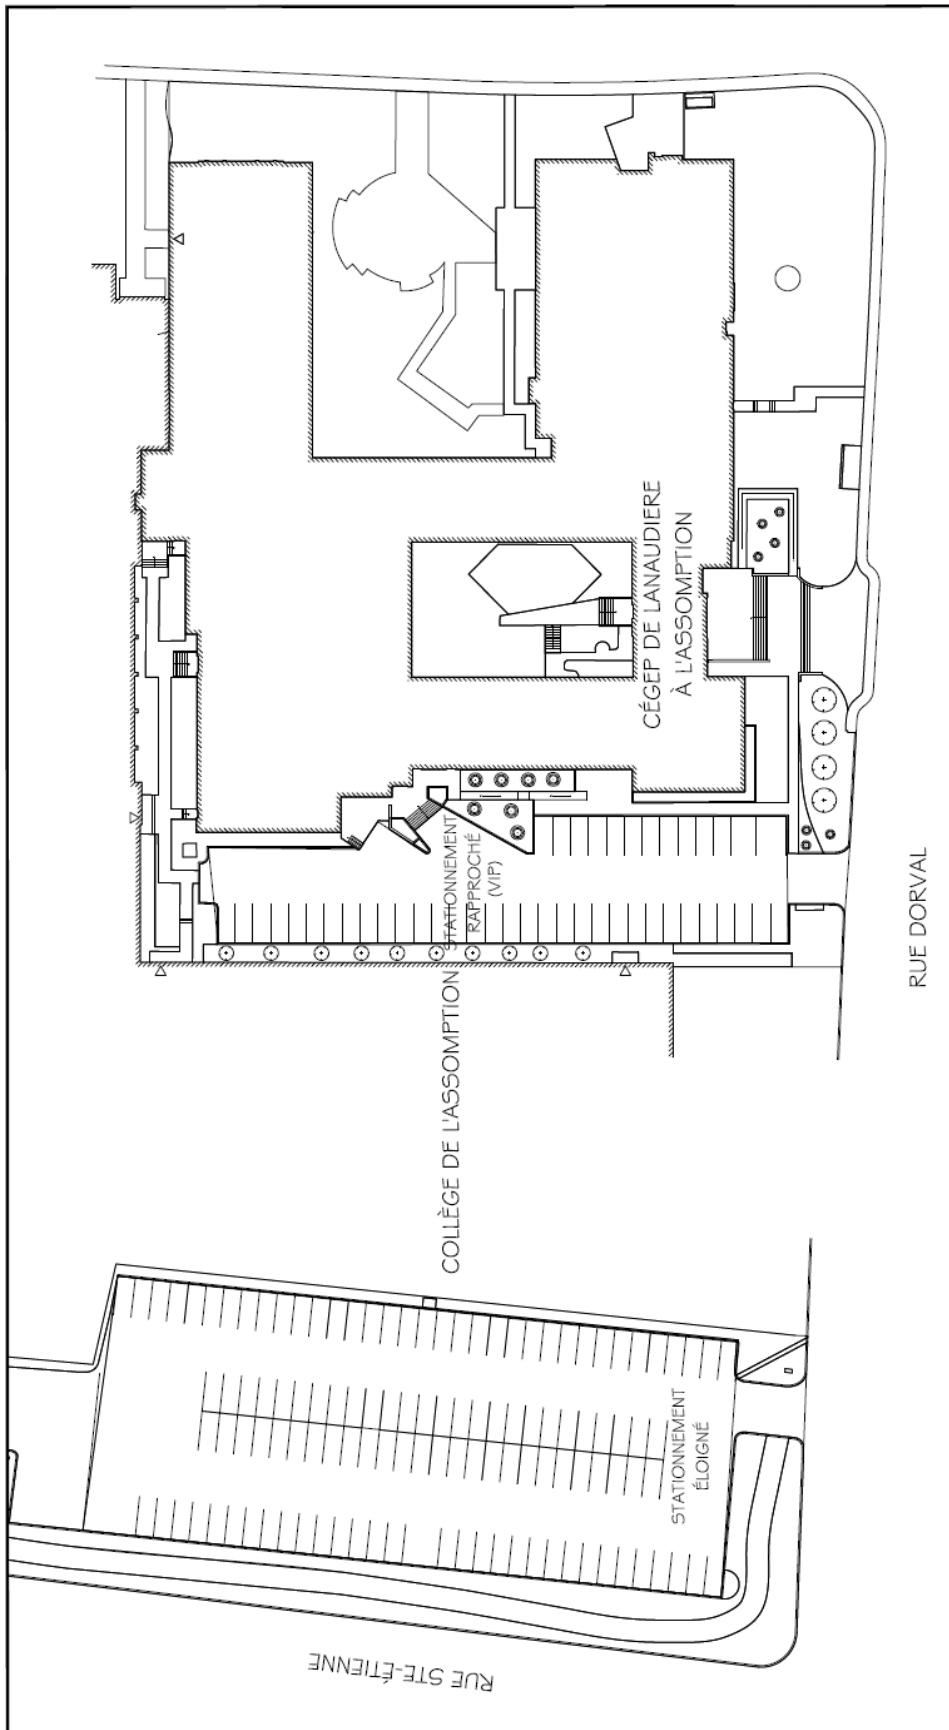 CÉGEP DE LANAUDIERE
À L'ASSOMPTION
STATIONNEMENT
RAPPROCHÉ
(VIP)
COLLÈGE DE L'ASSOMPTION
RUE DORVAL
STATIONNEMENT
ÉLOIGNÉ
RUE STE-ÉTIENNE